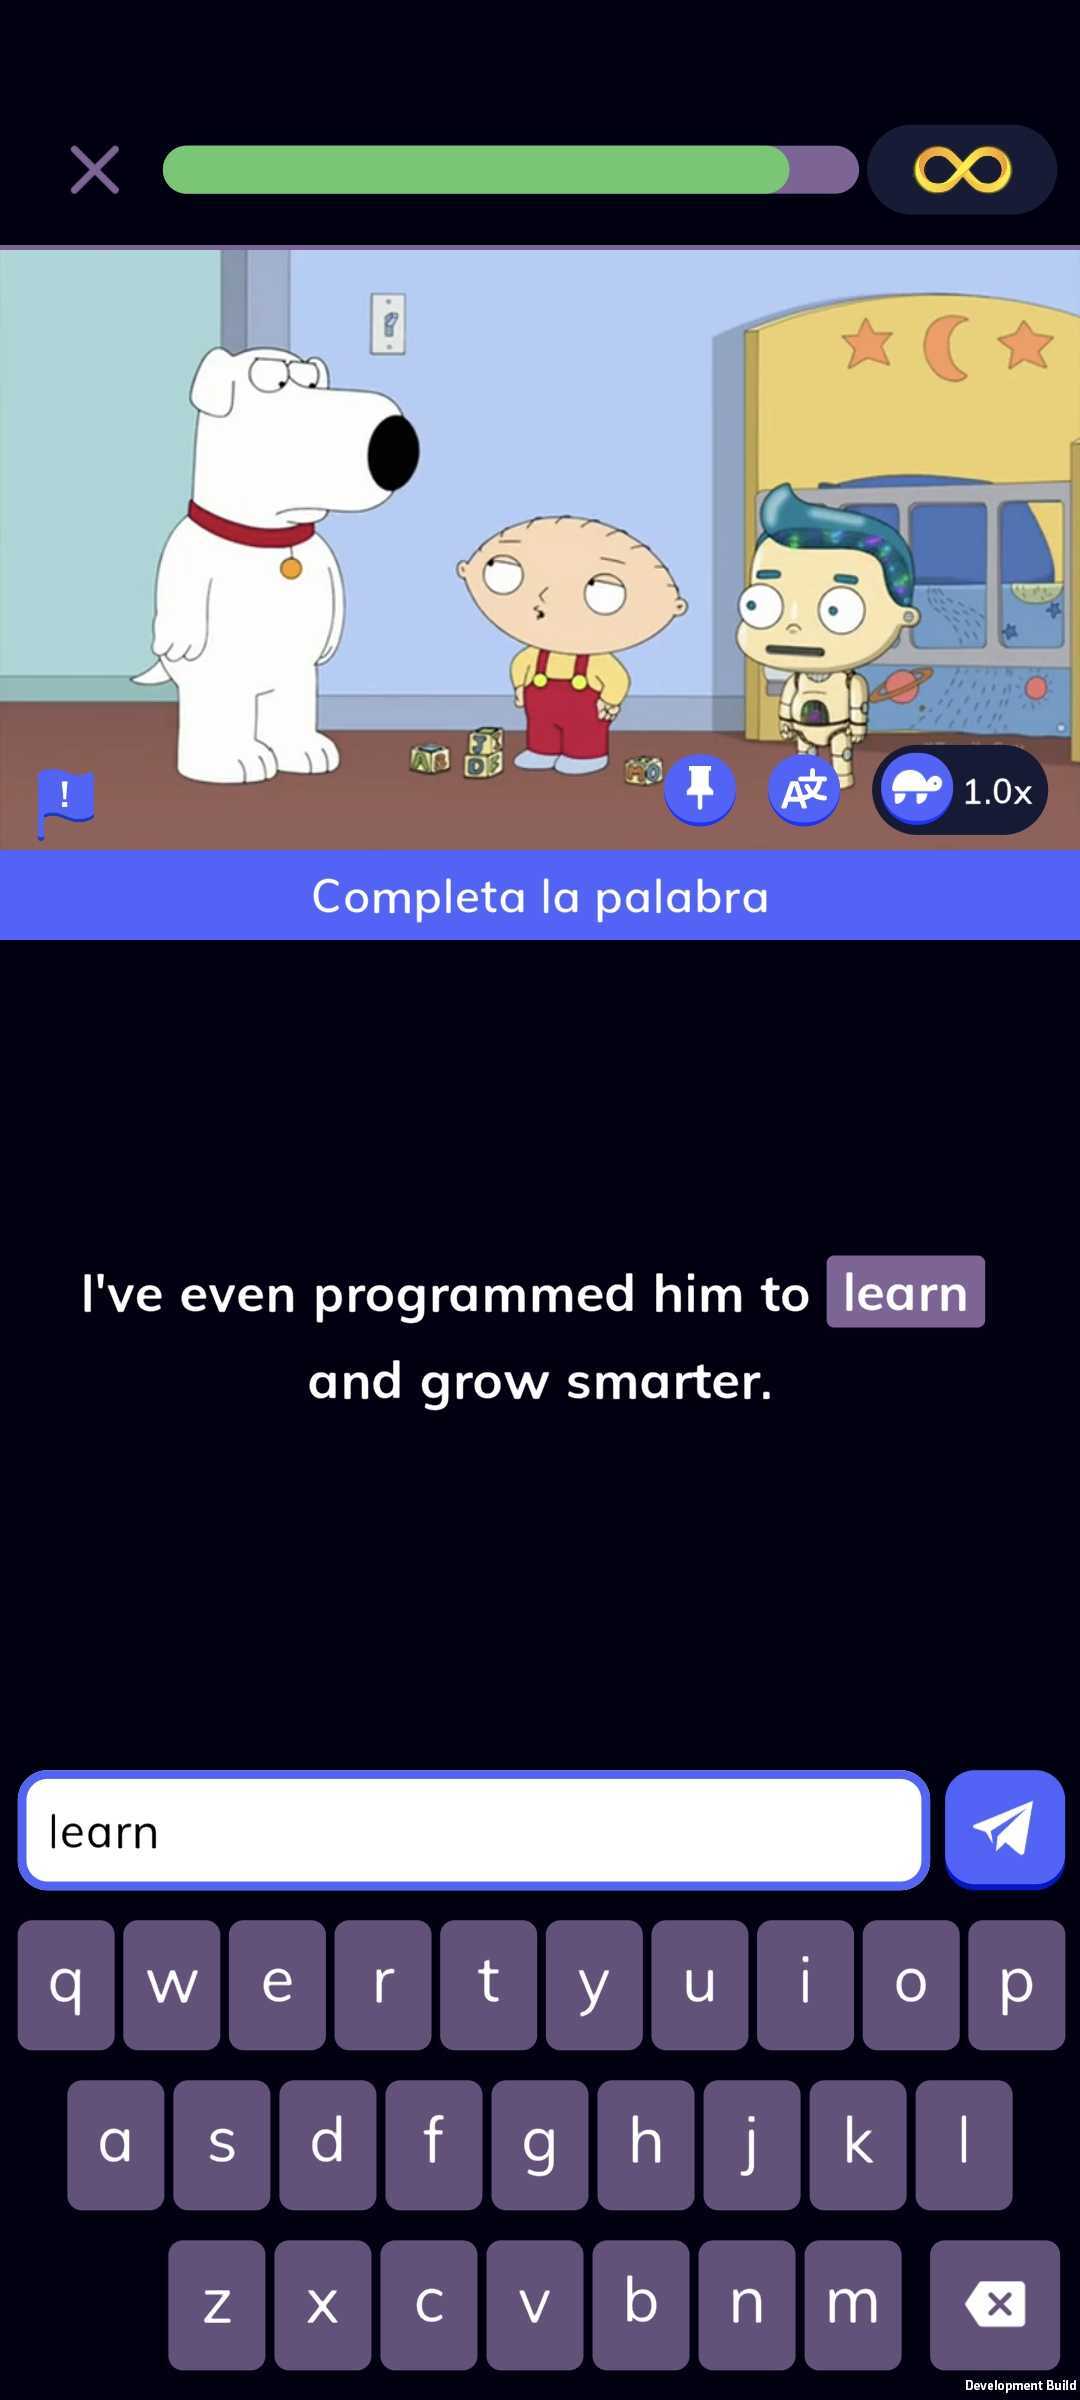 !
1.0x
Completa la palabra
I've even programmed him to learn
and grow smarter.
learn
q w e r t y u i o p
a s d f g h j k l
z x c v b n m
Development Build